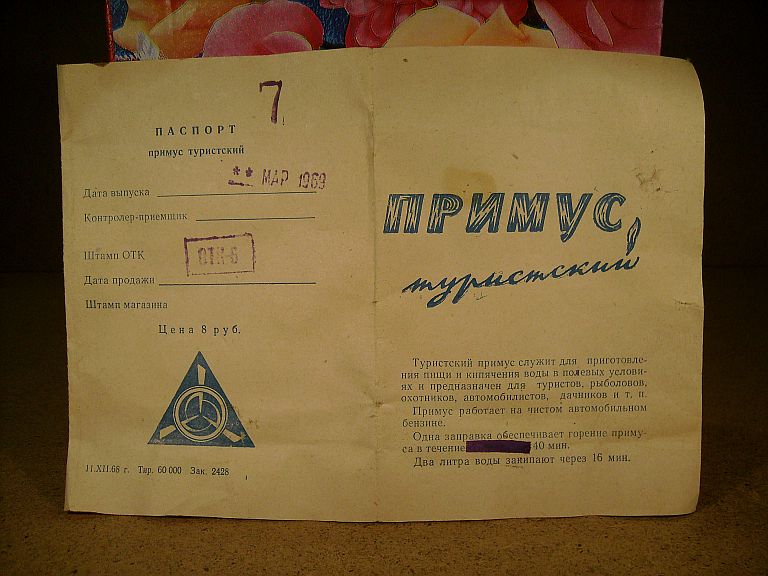 7
ПАСПОРТ
примус туристский
** МАР 1969
Дата выпуска
Контролер-приемщик
Штамп ОТК
ОТК-6
Дата продажи
Штамп магазина
Цена 8 руб.
11.XII.68 г. Тир. 60 000 Зак. 2428
ПРИМУС
туристский
Туристский примус служит для приготовле-
ния пищи и кипячения воды в полевых услови-
ях и предназначен для туристов, рыболовов,
охотников, автомобилистов, дачников и т. п.
Примус работает на чистом автомобильном
бензине.
Одна заправка обеспечивает горение приму-
са в течение 40 мин.
Два литра воды закипают через 16 мин.